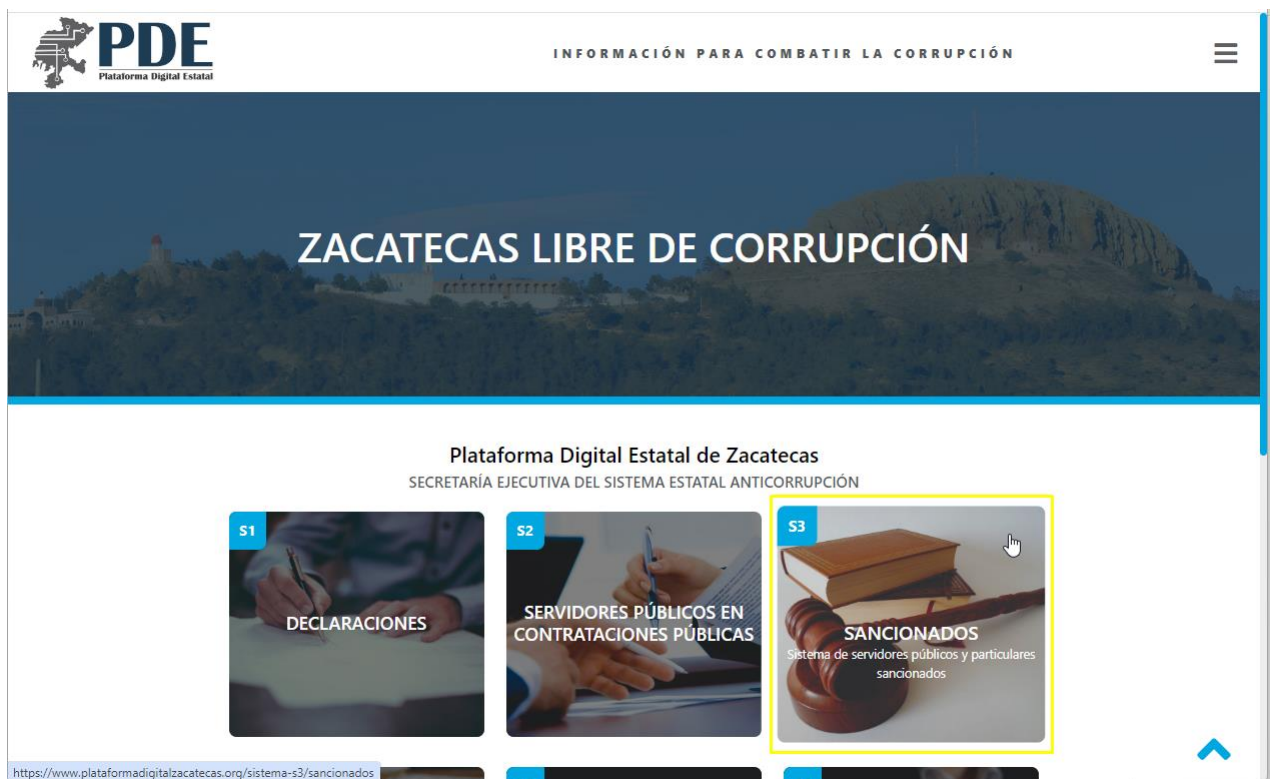 PDE
Plataforma Digital Estatal
INFORMACIÓN PARA COMBATIR LA CORRUPCIÓN
ZACATECAS LIBRE DE CORRUPCIÓN
Plataforma Digital Estatal de Zacatecas
SECRETARÍA EJECUTIVA DEL SISTEMA ESTATAL ANTICORRUPCIÓN
S1
DECLARACIONES
S2
SERVIDORES PÚBLICOS EN
CONTRATACIONES PÚBLICAS
S3
SANCIONADOS
Sistema de servidores públicos y particulares
sancionados
https://www.plataformadigitalzacatecas.org/sistema-s3/sancionados